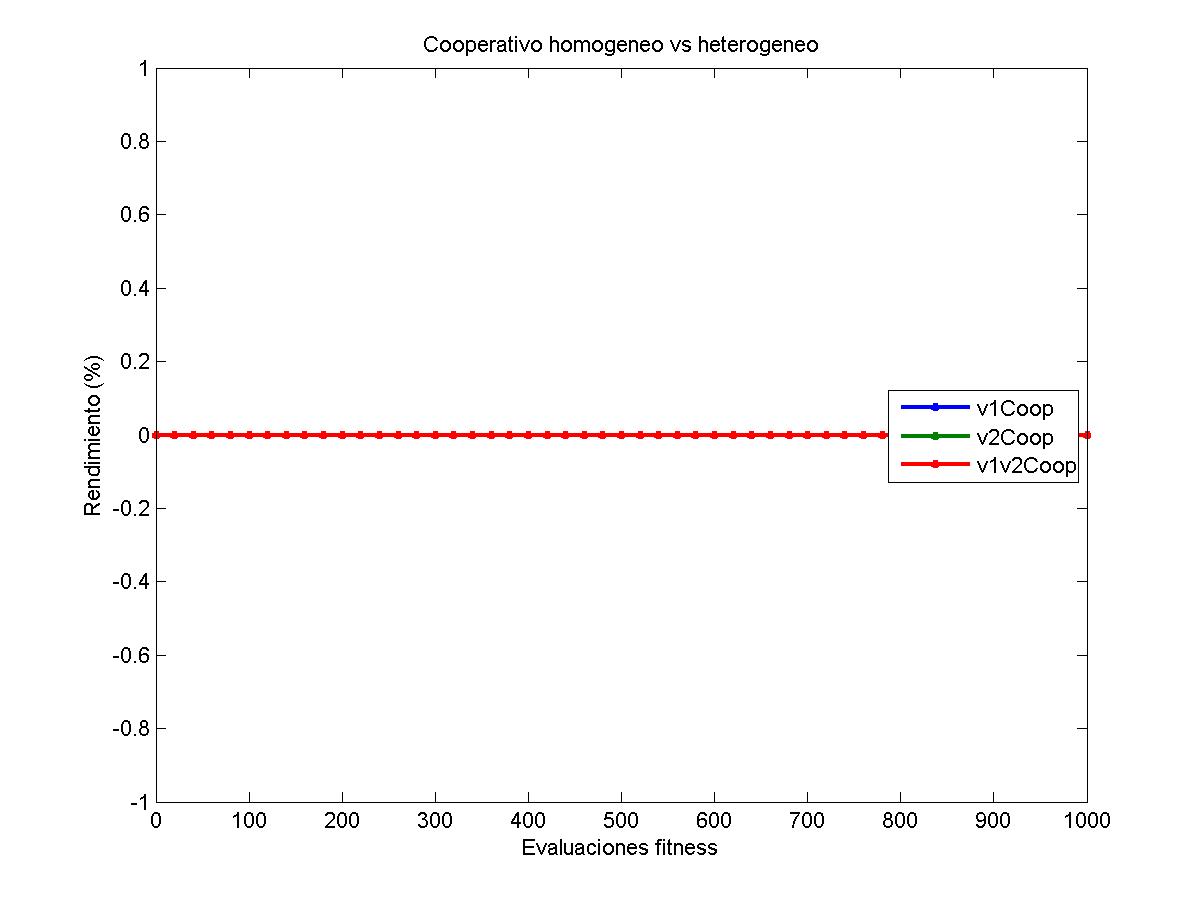 Cooperativo homogeneo vs heterogeneo
1
0.8
0.6
0.4
0.2
0
-0.2
-0.4
-0.6
-0.8
-1
Rendimiento (%)
v1Coop
v2Coop
v1v2Coop
0 100 200 300 400 500 600 700 800 900 1000
Evaluaciones fitness